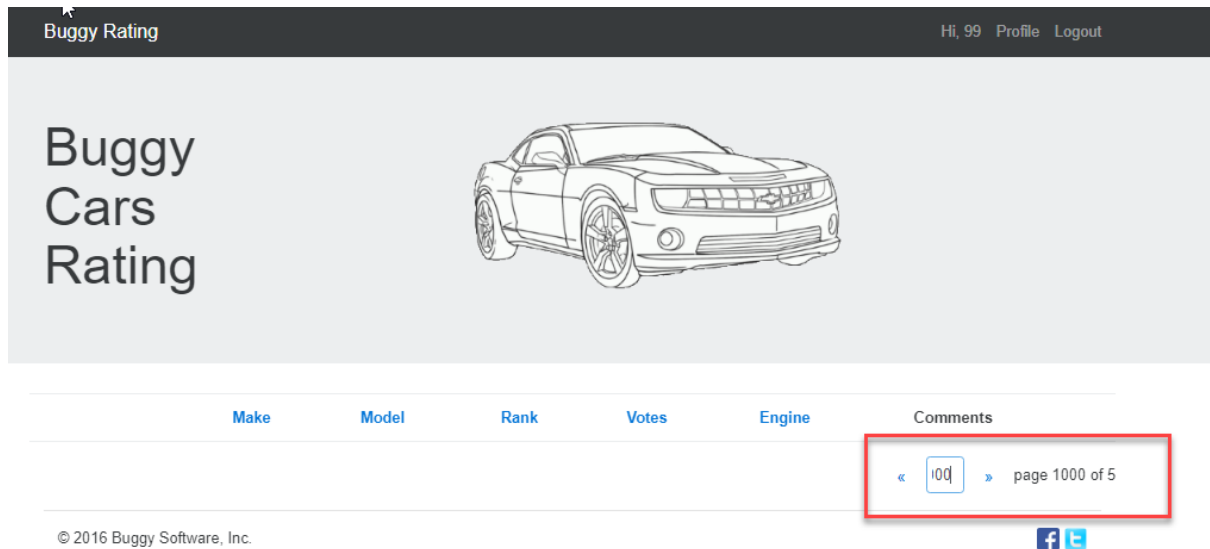 Buggy Rating
Hi, 99 Profile Logout
Buggy
Cars
Rating
Make Model Rank Votes Engine Comments
« 00 » page 1000 of 5
© 2016 Buggy Software, Inc.